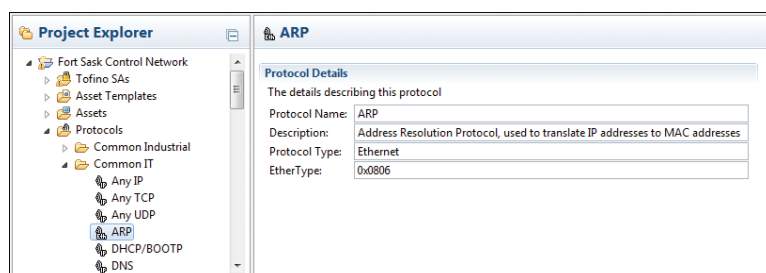 Project Explorer
Fort Sask Control Network
Tofino SAs
Asset Templates
Assets
Protocols
Common Industrial
Common IT
Any IP
Any TCP
Any UDP
ARP
DHCP/BOOTP
DNS
ARP
Protocol Details
The details describing this protocol
Protocol Name: ARP
Description: Address Resolution Protocol, used to translate IP addresses to MAC addresses
Protocol Type: Ethernet
EtherType: 0x0806